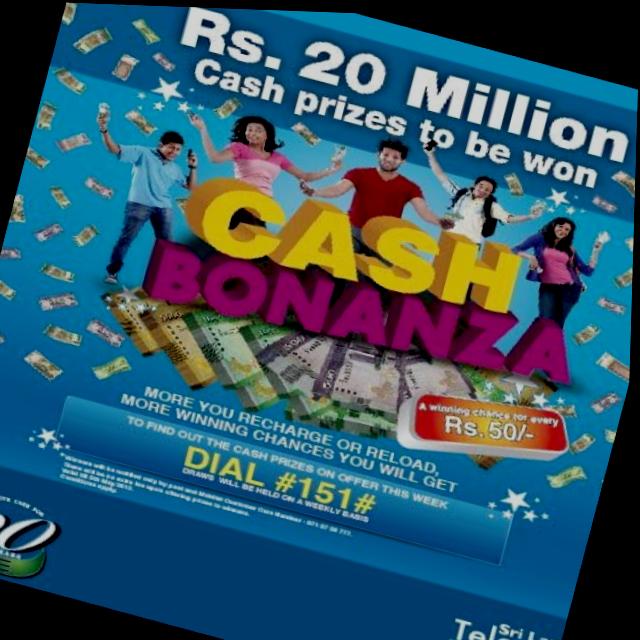 Rs. 20 Million
Cash prizes to be won
CASH
BONANZA
A winning chance for every
Rs. 50/-
MORE YOU RECHARGE OR RELOAD,
MORE WINNING CHANCES YOU WILL GET
TO FIND OUT THE CASH PRIZES ON OFFER THIS WEEK
DIAL #151#
DRAWS WILL BE HELD ON A WEEKLY BASIS
Sri